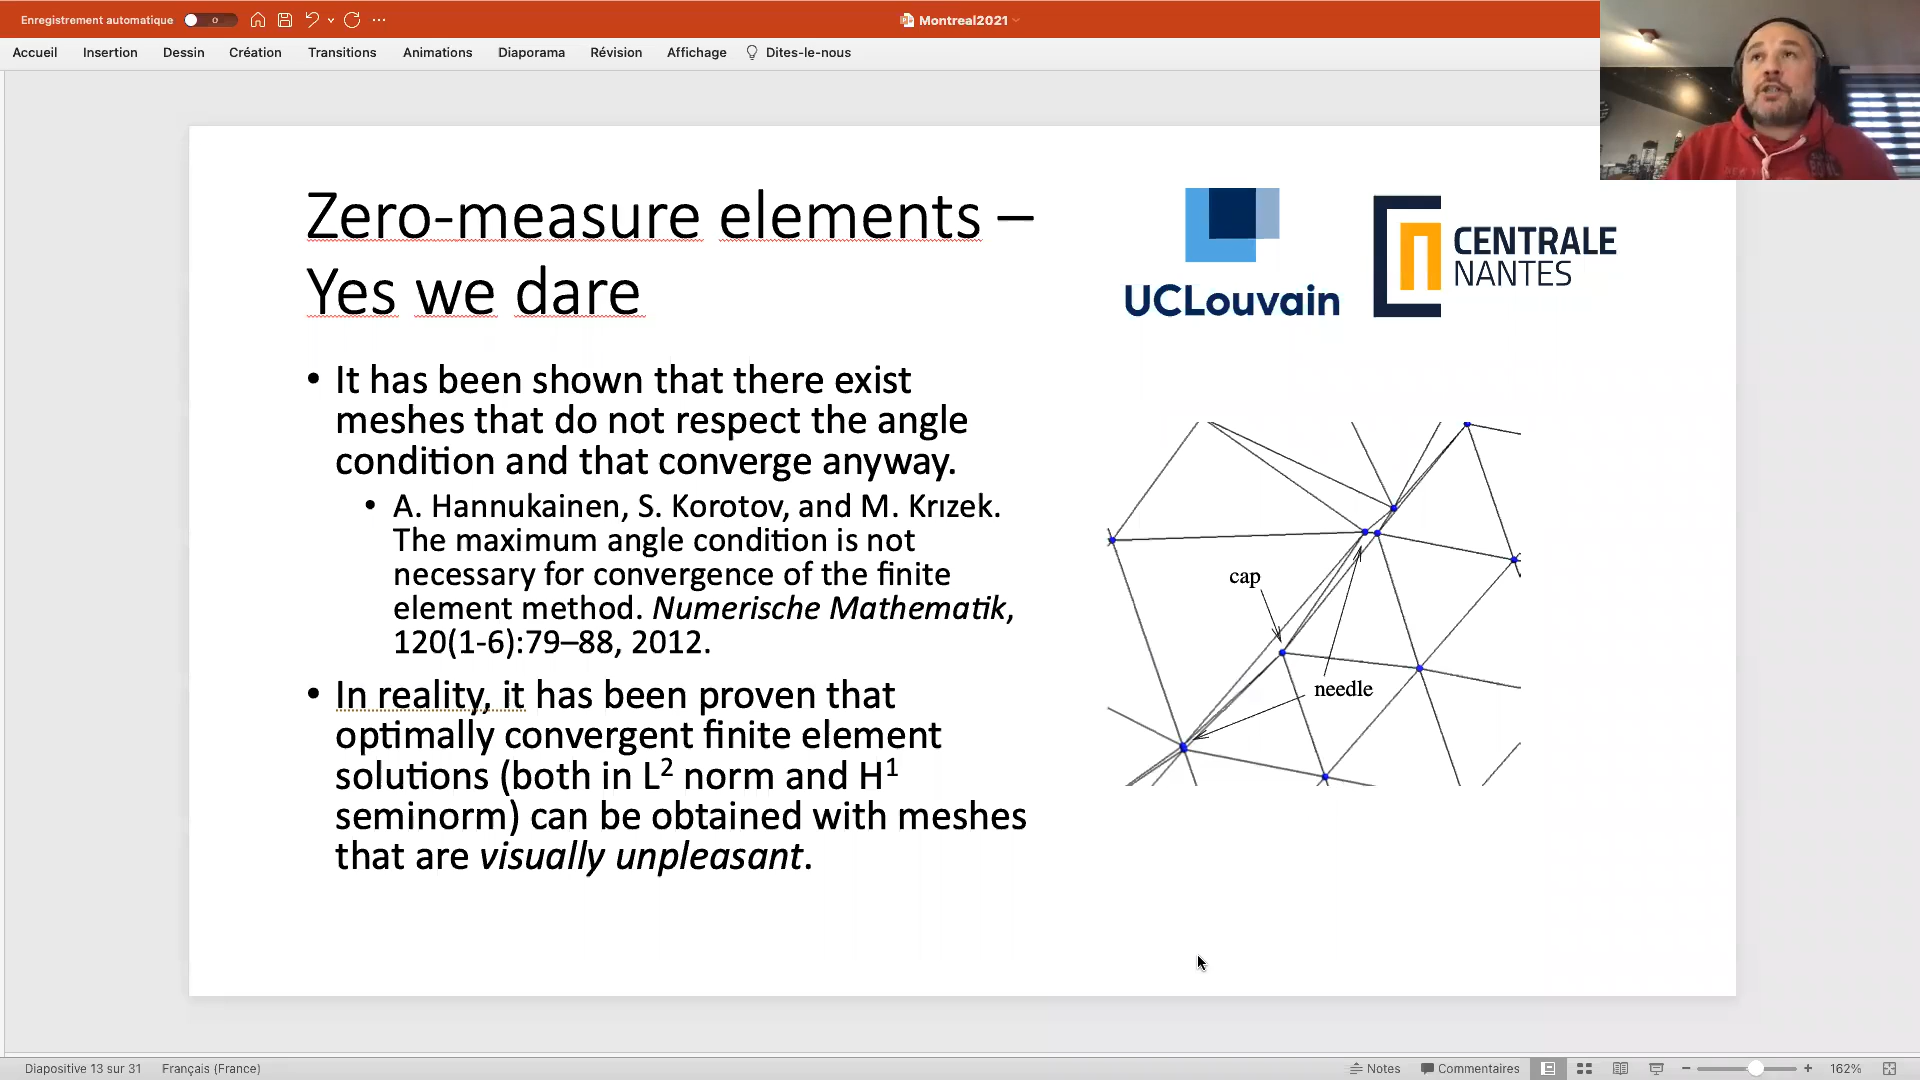 Enregistrement automatique
Montreal2021
Accueil Insertion Dessin Création Transitions Animations Diaporama Révision Affichage Dites-le-nous
Zero-measure elements –
Yes we dare
UCLouvain
CENTRALE
NANTES
• It has been shown that there exist
meshes that do not respect the angle
condition and that converge anyway.
• A. Hannukainen, S. Korotov, and M. Krızek.
The maximum angle condition is not
necessary for convergence of the finite
element method. Numerische Mathematik,
120(1-6):79–88, 2012.
• In reality, it has been proven that
optimally convergent finite element
solutions (both in L² norm and H¹
seminorm) can be obtained with meshes
that are visually unpleasant.
cap
needle
Diapositive 13 sur 31 Français (France) Notes Commentaires 162%